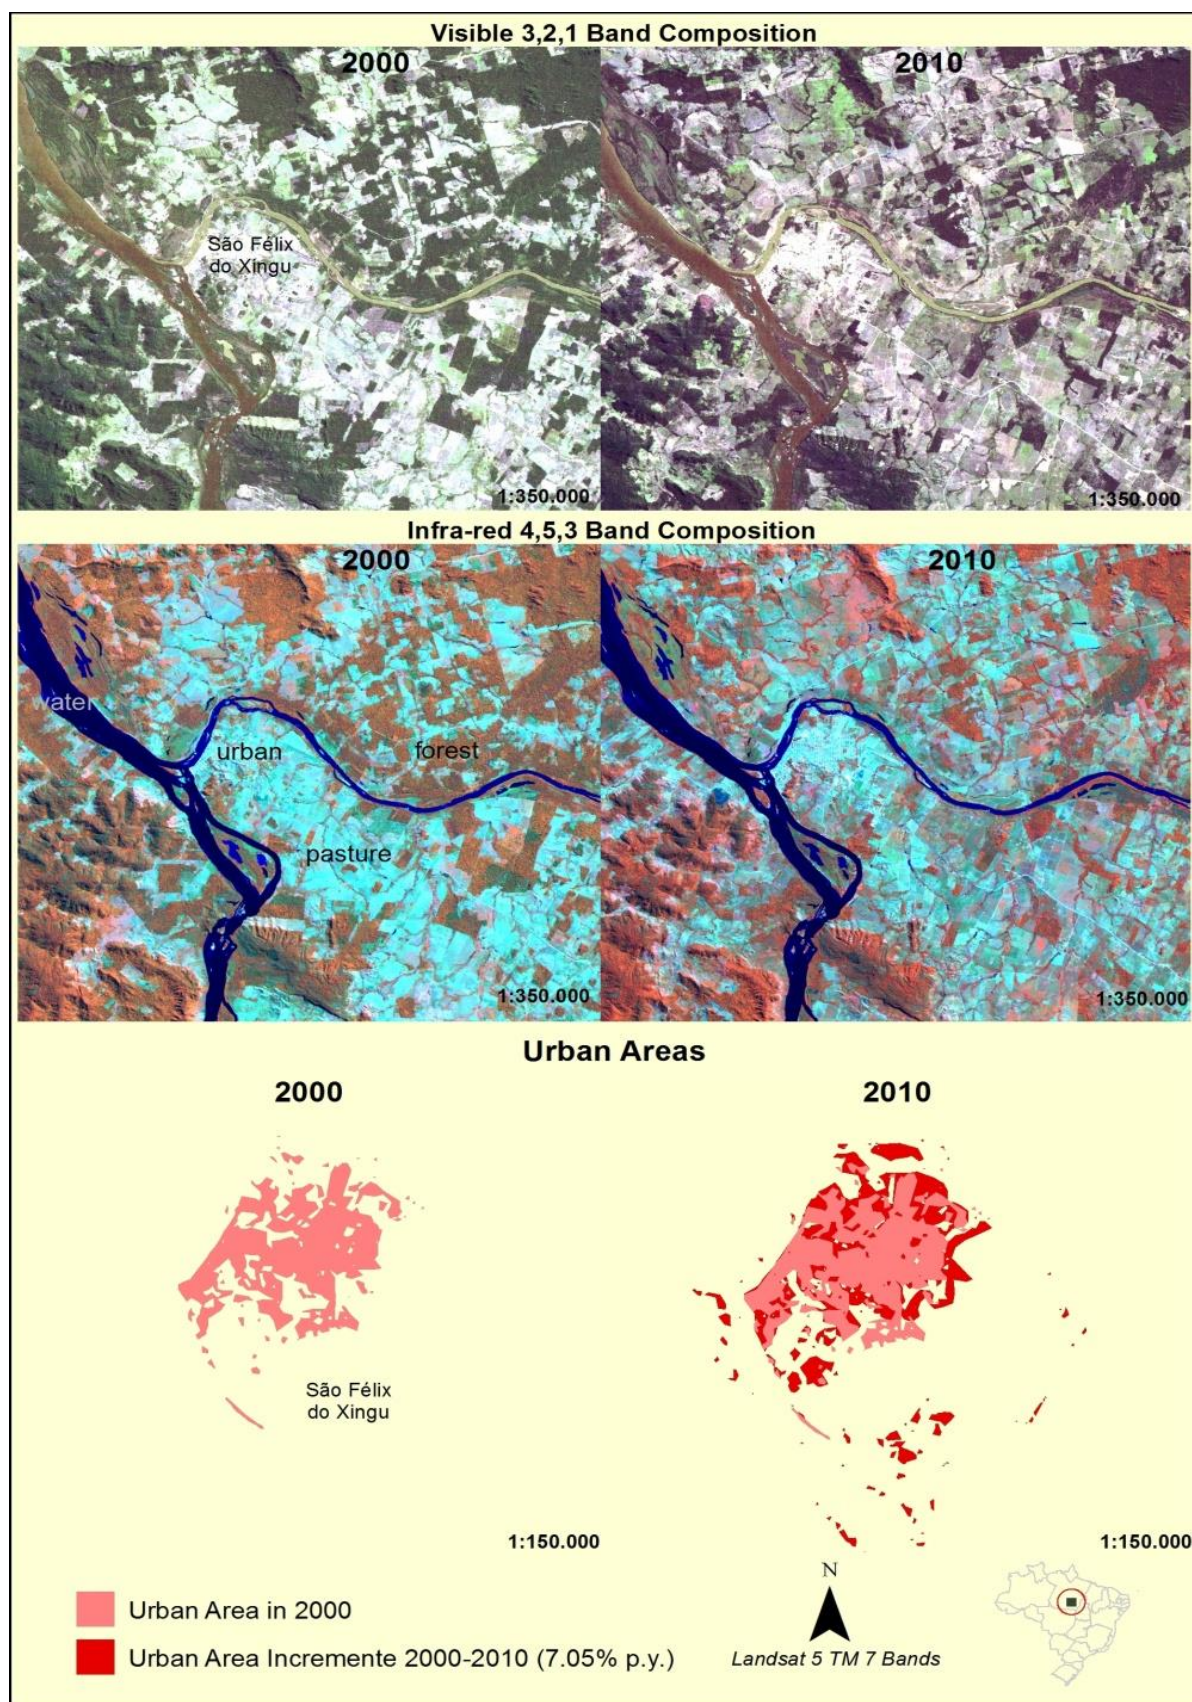 Visible 3,2,1 Band Composition
2000
2010
São Félix
do Xingu
1:350.000
1:350.000
Infra-red 4,5,3 Band Composition
2000
2010
water
urban
forest
pasture
1:350.000
1:350.000
Urban Areas
2000
2010
São Félix
do Xingu
1:150.000
1:150.000
N
Urban Area in 2000
Urban Area Incremente 2000-2010 (7.05% p.y.)
Landsat 5 TM 7 Bands